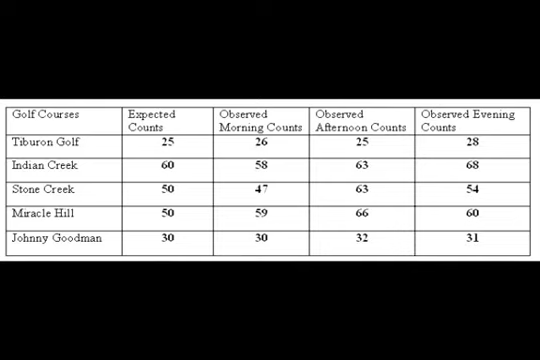 Golf Courses Expected Counts Observed Morning Counts Observed Afternoon Counts Observed Evening Counts
Tiburon Golf 25 26 25 28
Indian Creek 60 58 63 68
Stone Creek 50 47 63 54
Miracle Hill 50 59 66 60
Johnny Goodman 30 30 32 31